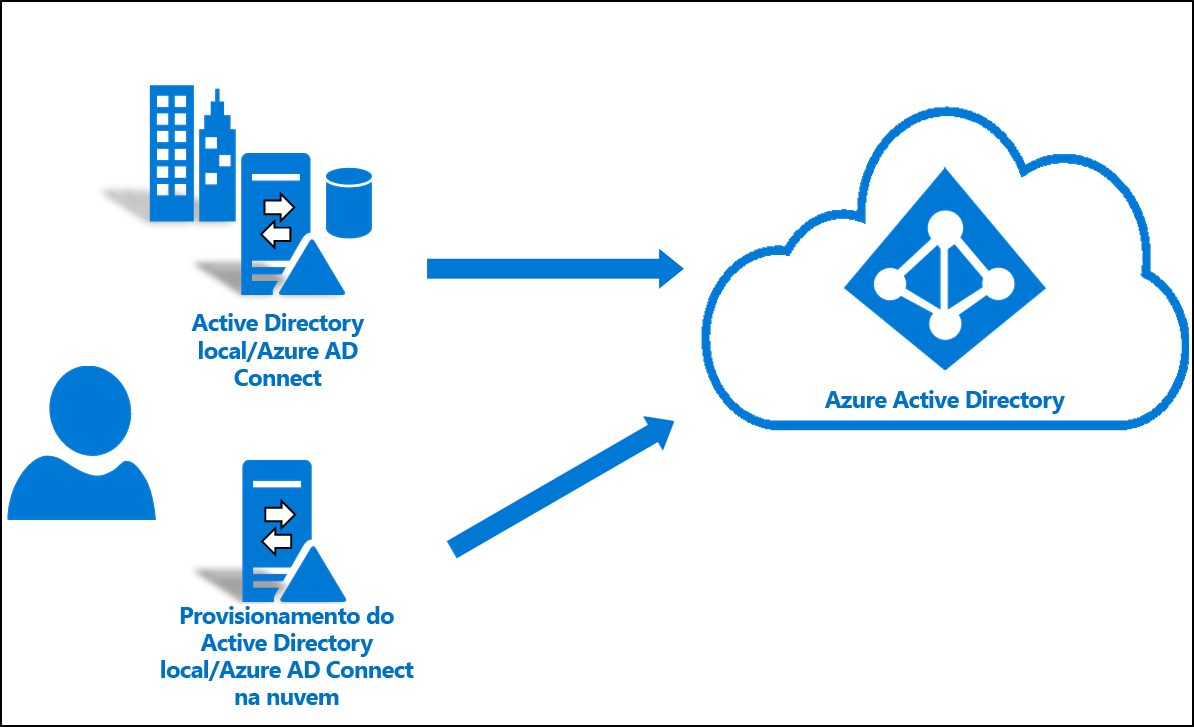 Active Directory
local/Azure AD
Connect
Azure Active Directory
Provisionamento do
Active Directory
local/Azure AD Connect
na nuvem